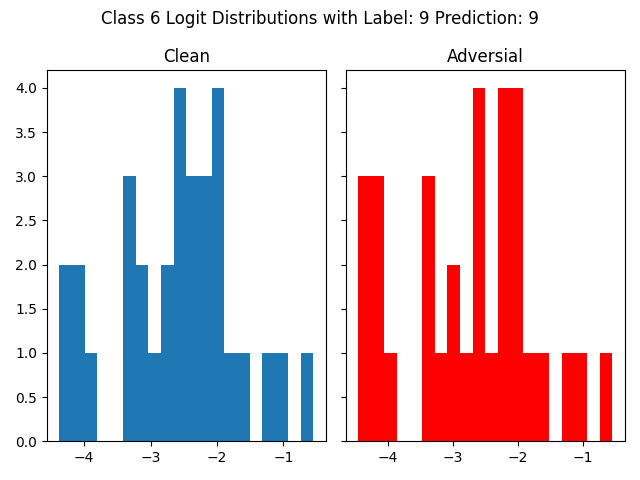 Class 6 Logit Distributions with Label: 9 Prediction: 9
Clean
Adversial
4.0
3.5
3.0
2.5
2.0
1.5
1.0
0.5
0.0
−4 −3 −2 −1
−4 −3 −2 −1